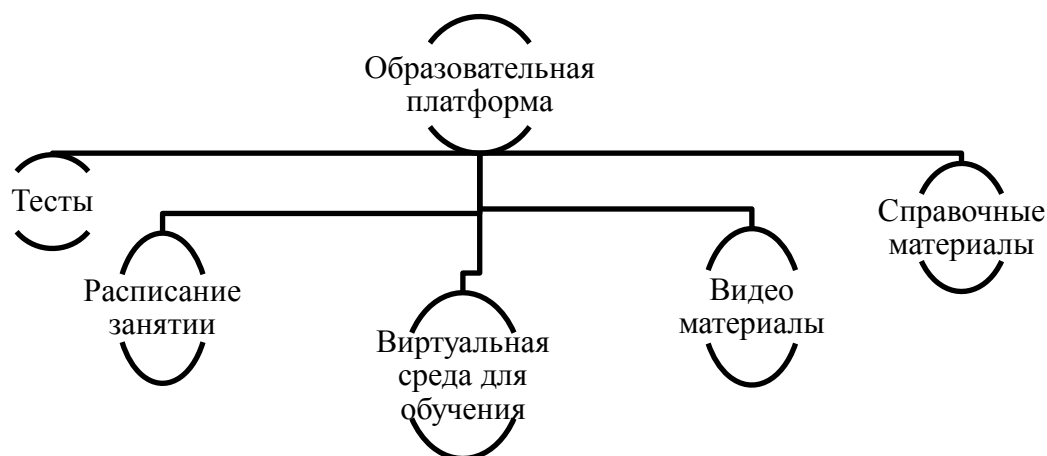 Образовательная
платформа
Тесты
Расписание
занятии
Виртуальная
среда для
обучения
Видео
материалы
Справочные
материалы